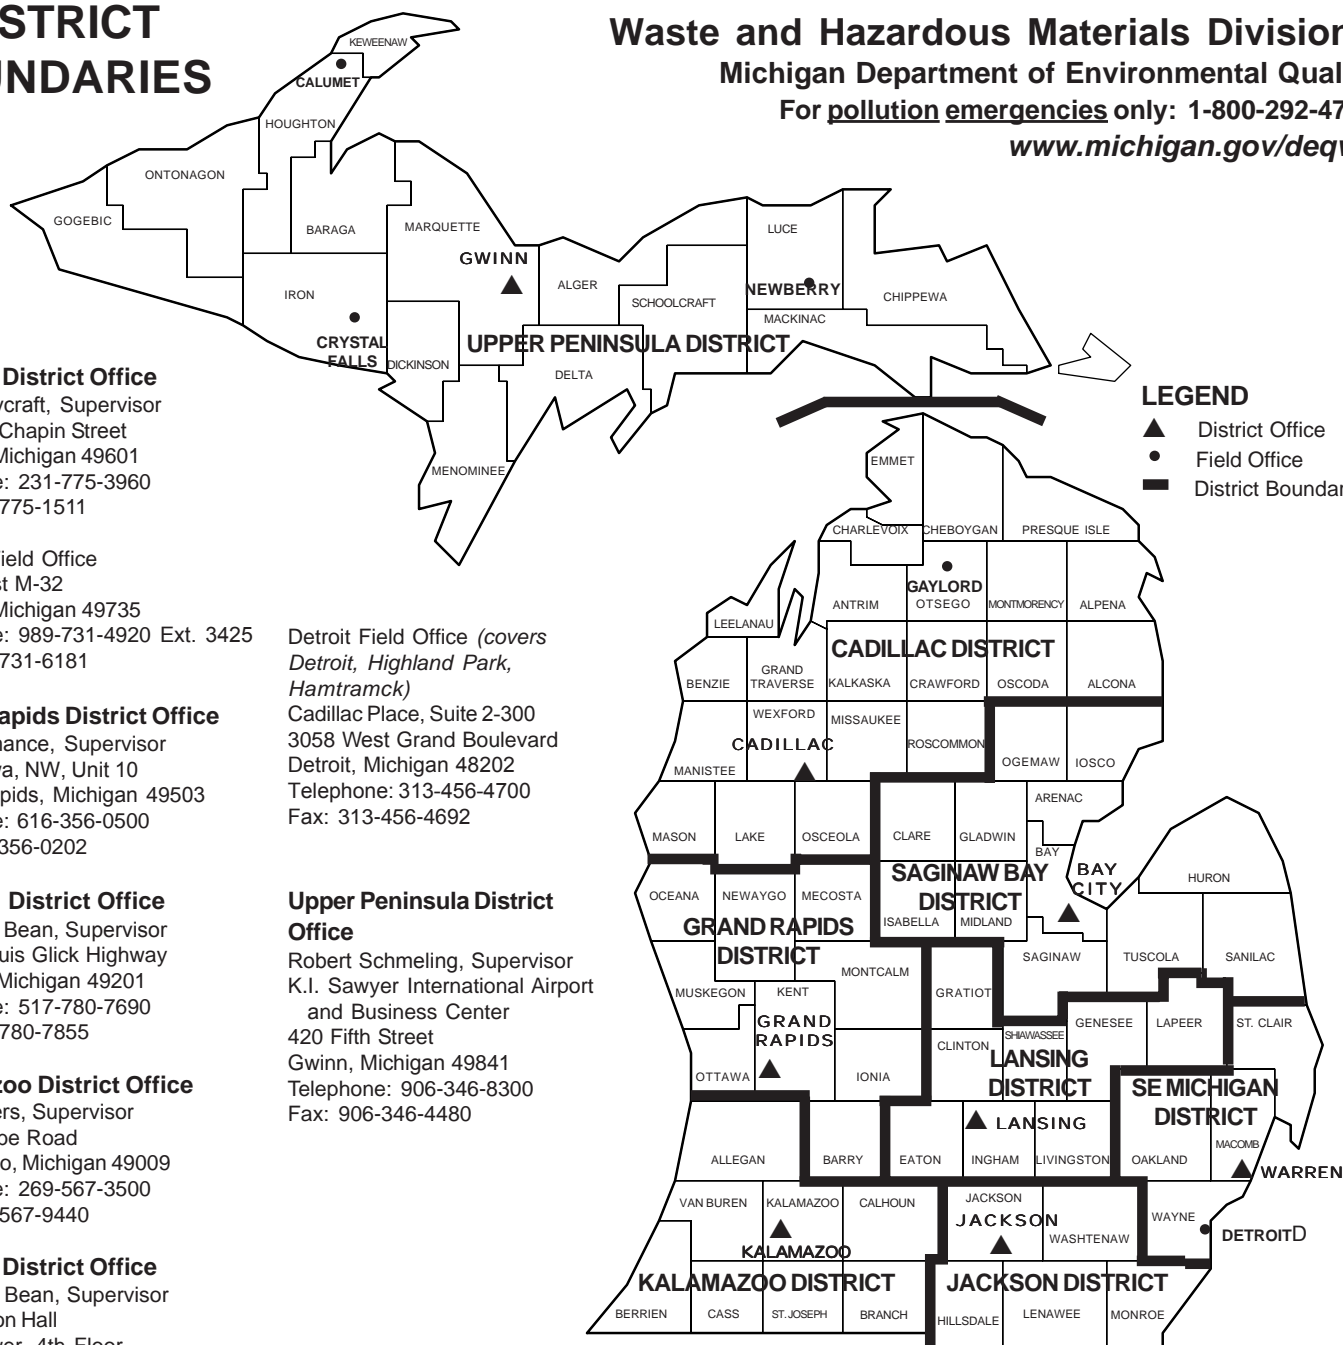 STRICT
UNDARIES
Waste and Hazardous Materials Division
Michigan Department of Environmental Qual
For pollution emergencies only: 1-800-292-47
www.michigan.gov/deqw
KEWEENAW
CALUMET
HOUGHTON
ONTONAGON
GOGEBIC
BARAGA
MARQUETTE
GWINN
IRON
CRYSTAL
FALLS
DICKINSON
ALGER
SCHOOLCRAFT
LUCE
NEWBERRY
MACKINAC
CHIPPEWA
UPPER PENINSULA DISTRICT
DELTA
MENOMINEE
LEGEND
District Office
Field Office
District Boundar
District Office
ycraft, Supervisor
Chapin Street
Michigan 49601
e: 231-775-3960
775-1511
Field Office
st M-32
Michigan 49735
e: 989-731-4920 Ext. 3425
731-6181
apids District Office
nance, Supervisor
wa, NW, Unit 10
apids, Michigan 49503
e: 616-356-0500
356-0202
District Office
Bean, Supervisor
uis Glick Highway
Michigan 49201
e: 517-780-7690
780-7855
zoo District Office
ers, Supervisor
be Road
oo, Michigan 49009
e: 269-567-3500
567-9440
District Office
Bean, Supervisor
on Hall
wer, 4th Floor
Detroit Field Office (covers
Detroit, Highland Park,
Hamtramck)
Cadillac Place, Suite 2-300
3058 West Grand Boulevard
Detroit, Michigan 48202
Telephone: 313-456-4700
Fax: 313-456-4692
Upper Peninsula District
Office
Robert Schmeling, Supervisor
K.I. Sawyer International Airport
and Business Center
420 Fifth Street
Gwinn, Michigan 49841
Telephone: 906-346-8300
Fax: 906-346-4480
EMMET
CHARLEVOIX
CHEBOYGAN
PRESQUE ISLE
GAYLORD
ANTRIM
OTSEGO
MONTMORENCY
ALPENA
LEELANAU
CADILLAC DISTRICT
BENZIE
GRAND
TRAVERSE
KALKASKA
CRAWFORD
OSCODA
ALCONA
WEXFORD
MISSAUKEE
CADILLAC
ROSCOMMON
MANISTEE
OGEMAW
IOSCO
ARENAC
MASON
LAKE
OSCEOLA
CLARE
GLADWIN
BAY
SAGINAW BAY
DISTRICT
BAY
CITY
HURON
OCEANA
NEWAYGO
MECOSTA
ISABELLA
MIDLAND
GRAND RAPIDS
DISTRICT
SAGINAW
TUSCOLA
SANILAC
MONTCALM
MUSKEGON
KENT
GRATIOT
GRAND
RAPIDS
GENESEE
LAPEER
ST. CLAIR
SHIAWASSEE
CLINTON
LANSING
DISTRICT
OTTAWA
IONIA
SE MICHIGAN
DISTRICT
LANSING
MACOMB
ALLEGAN
BARRY
EATON
INGHAM
LIVINGSTON
OAKLAND
WARREN
VAN BUREN
KALAMAZOO
CALHOUN
JACKSON
JACKSON
WASHTENAW
WAYNE
DETROITD
KALAMAZOO
KALAMAZOO DISTRICT
JACKSON DISTRICT
BERRIEN
CASS
ST. JOSEPH
BRANCH
HILLSDALE
LENAWEE
MONROE